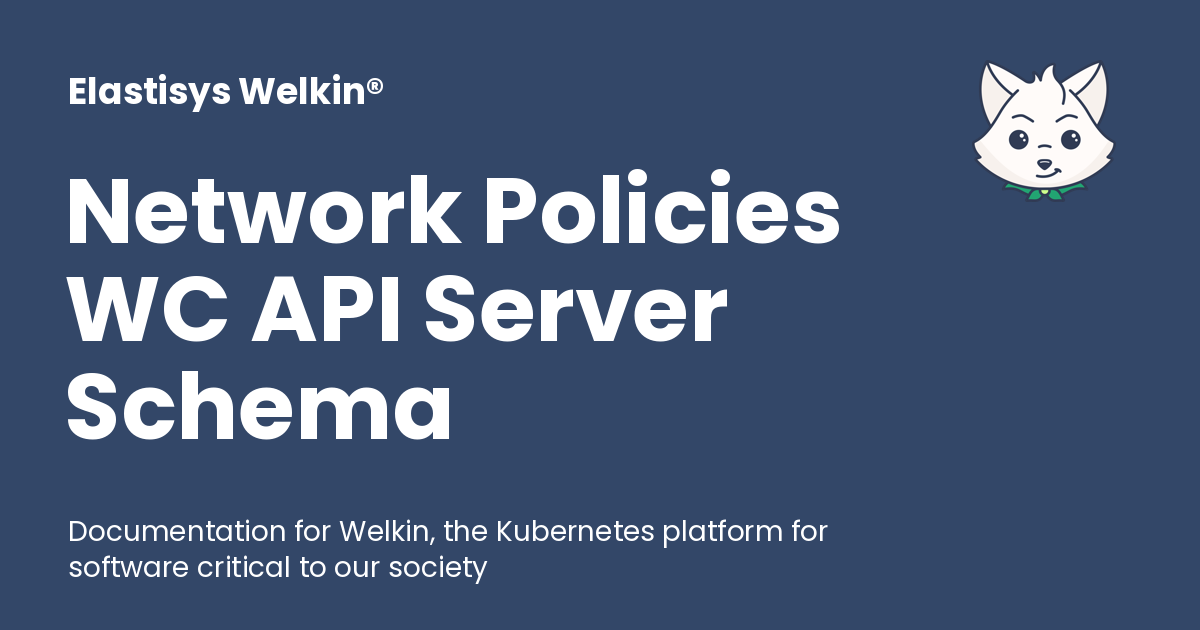 Elastisys Welkin®
Network Policies
WC API Server
Schema
Documentation for Welkin, the Kubernetes platform for
software critical to our society